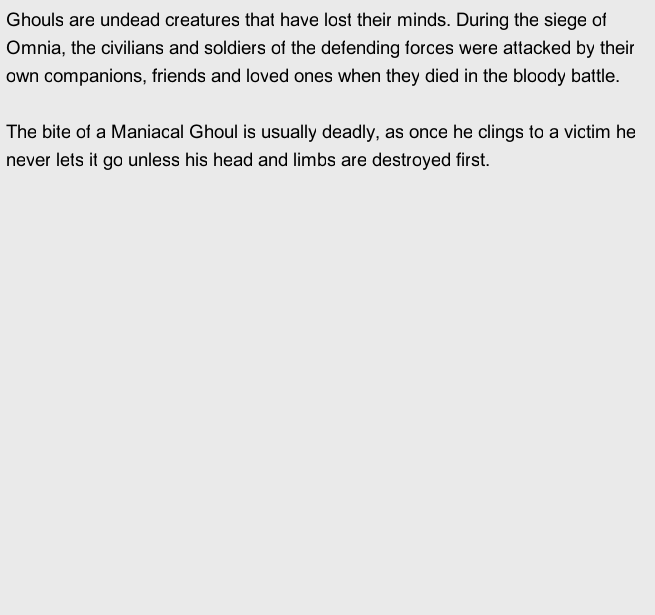 Ghouls are undead creatures that have lost their minds. During the siege of
Omnia, the civilians and soldiers of the defending forces were attacked by their
own companions, friends and loved ones when they died in the bloody battle.
The bite of a Maniacal Ghoul is usually deadly, as once he clings to a victim he
never lets it go unless his head and limbs are destroyed first.